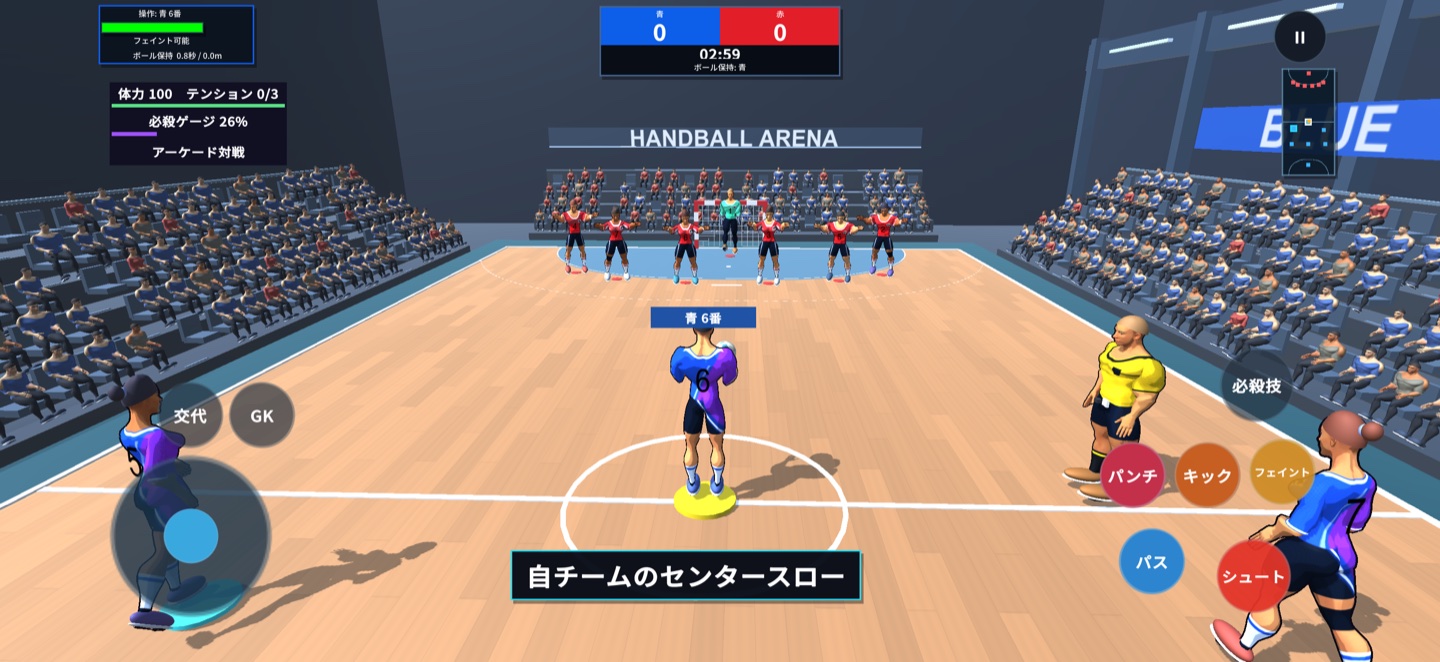 操作: 青 6番
フェイント可能
ボール保持 0.8秒 / 0.0m
体力 100 テンション 0/3
必殺ゲージ 26%
アーケード対戦
青
0
赤
0
02:59
ボール保持: 青
HANDBALL ARENA
青 6番
6
5
7
交代
GK
必殺技
パンチ
キック
フェイント
パス
シュート
自チームのセンタースロー